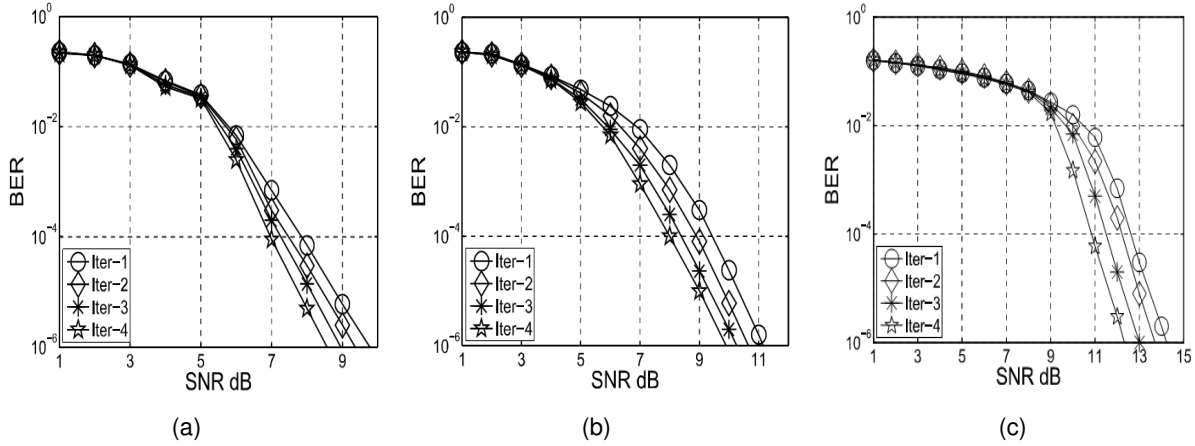 10^0
10^-2
10^-4
10^-6
BER
1 3 5 7 9
SNR dB
Iter-1
Iter-2
Iter-3
Iter-4
(a)
10^0
10^-2
10^-4
10^-6
BER
1 3 5 7 9 11
SNR dB
Iter-1
Iter-2
Iter-3
Iter-4
(b)
10^0
10^-2
10^-4
10^-6
BER
1 3 5 7 9 11 13 15
SNR dB
Iter-1
Iter-2
Iter-3
Iter-4
(c)